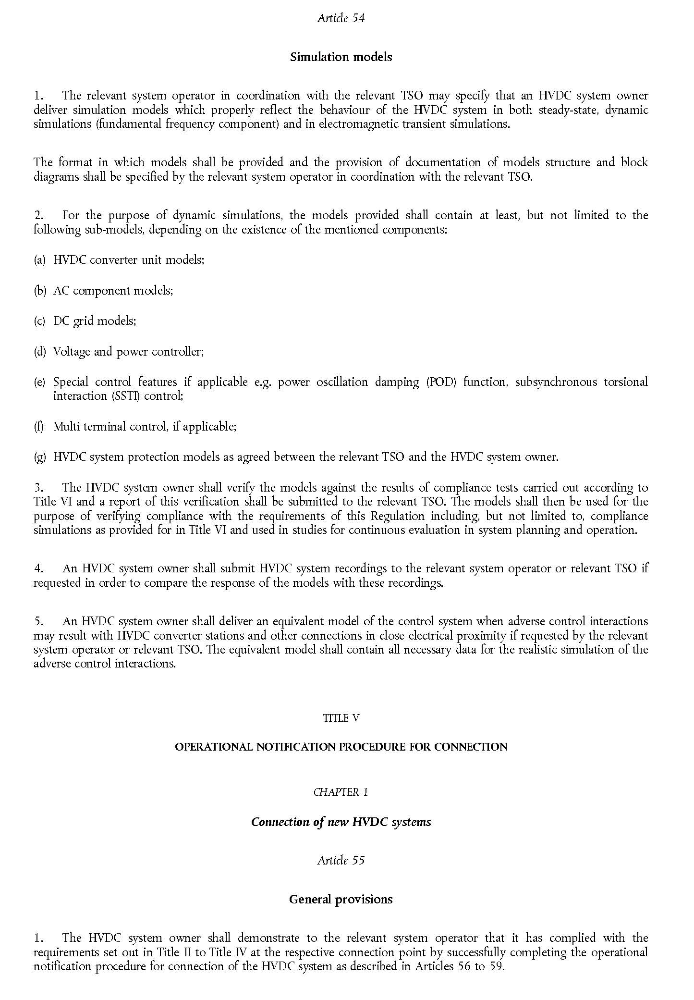 Article 54
Simulation models
1. The relevant system operator in coordination with the relevant TSO may specify that an HVDC system owner
deliver simulation models which properly reflect the behaviour of the HVDC system in both steady-state, dynamic
simulations (fundamental frequency component) and in electromagnetic transient simulations.
The format in which models shall be provided and the provision of documentation of models structure and block
diagrams shall be specified by the relevant system operator in coordination with the relevant TSO.
2. For the purpose of dynamic simulations, the models provided shall contain at least, but not limited to the
following sub-models, depending on the existence of the mentioned components:
(a) HVDC converter unit models;
(b) AC component models;
(c) DC grid models;
(d) Voltage and power controller;
(e) Special control features if applicable e.g. power oscillation damping (POD) function, subsynchronous torsional
interaction (SSTI) control;
(f) Multi terminal control, if applicable;
(g) HVDC system protection models as agreed between the relevant TSO and the HVDC system owner.
3. The HVDC system owner shall verify the models against the results of compliance tests carried out according to
Title VI and a report of this verification shall be submitted to the relevant TSO. The models shall then be used for the
purpose of verifying compliance with the requirements of this Regulation including, but not limited to, compliance
simulations as provided for in Title VI and used in studies for continuous evaluation in system planning and operation.
4. An HVDC system owner shall submit HVDC system recordings to the relevant system operator or relevant TSO if
requested in order to compare the response of the models with these recordings.
5. An HVDC system owner shall deliver an equivalent model of the control system when adverse control interactions
may result with HVDC converter stations and other connections in close electrical proximity if requested by the relevant
system operator or relevant TSO. The equivalent model shall contain all necessary data for the realistic simulation of the
adverse control interactions.
TITLE V
OPERATIONAL NOTIFICATION PROCEDURE FOR CONNECTION
CHAPTER 1
Connection of new HVDC systems
Article 55
General provisions
1. The HVDC system owner shall demonstrate to the relevant system operator that it has complied with the
requirements set out in Title II to Title IV at the respective connection point by successfully completing the operational
notification procedure for connection of the HVDC system as described in Articles 56 to 59.